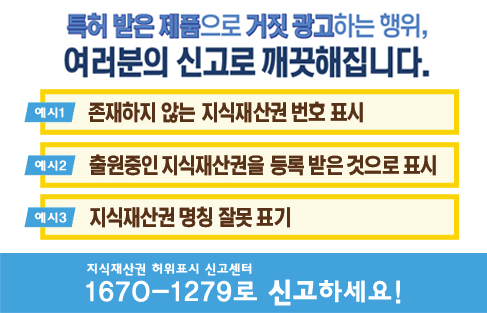 특허 받은 제품으로 거짓 광고하는 행위,
여러분의 신고로 깨끗해집니다.
예시1 존재하지 않는 지식재산권 번호 표시
예시2 출원중인 지식재산권을 등록 받은 것으로 표시
예시3 지식재산권 명칭 잘못 표기
지식재산권 허위표시 신고센터
1670-1279로 신고하세요!